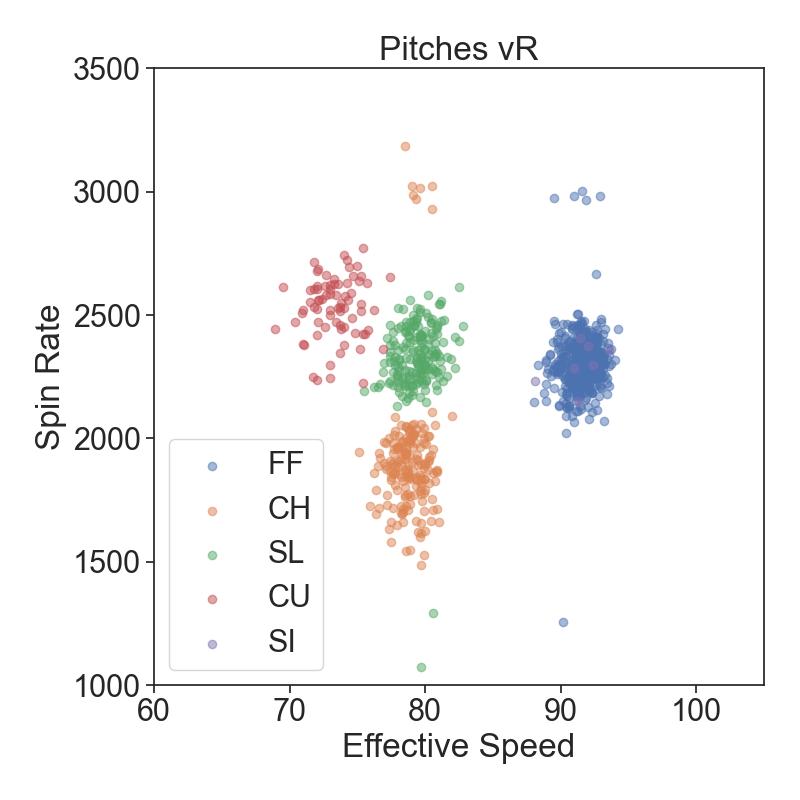 Pitches vR
3500
3000
2500
2000
1500
1000
Spin Rate
FF
CH
SL
CU
SI
60 70 80 90 100
Effective Speed